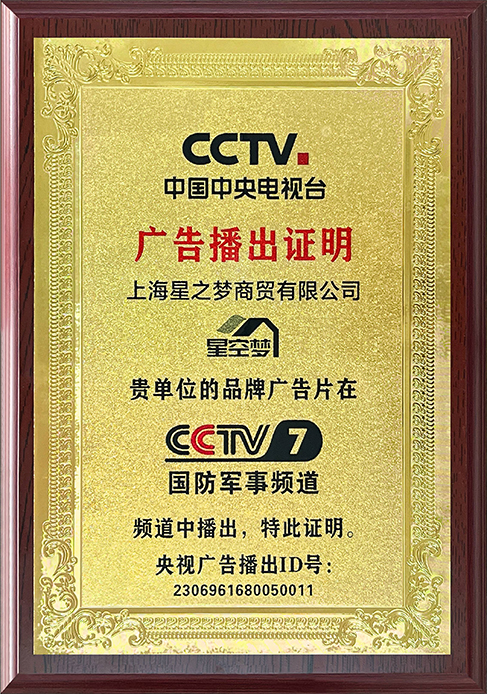 CCTV.
中国中央电视台
广告播出证明
上海星之梦商贸有限公司
星空梦
贵单位的品牌广告片在
CCTV 7
国防军事频道
频道中播出，特此证明。
央视广告播出ID号：
2306961680050011